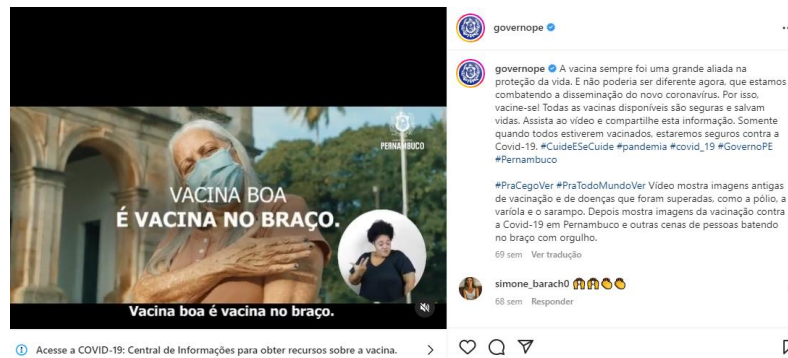 PERNAMBUCO
VACINA BOA
É VACINA NO BRAÇO.
Vacina boa é vacina no braço.
Acesse a COVID-19: Central de Informações para obter recursos sobre a vacina.
governope
governope A vacina sempre foi uma grande aliada na
proteção da vida. E não poderia ser diferente agora, que estamos
combatendo a disseminação do novo coronavírus. Por isso,
vacine-se! Todas as vacinas disponíveis são seguras e salvam
vidas. Assista ao vídeo e compartilhe esta informação. Somente
quando todos estiverem vacinados, estaremos seguros contra a
Covid-19. #CuideESeCuide #pandemia #covid_19 #GovernoPE
#Pernambuco
#PraCegoVer #PraTodoMundoVer Vídeo mostra imagens antigas
de vacinação e de doenças que foram superadas, como a pólio, a
varíola e o sarampo. Depois mostra imagens da vacinação contra
a Covid-19 em Pernambuco e outras cenas de pessoas batendo
no braço com orgulho.
69 sem Ver tradução
simone_barach0 🙌🙌👏👏
68 sem Responder